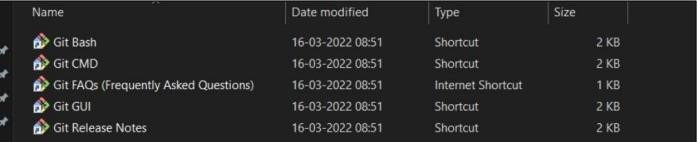 Name Date modified Type Size
Git Bash 16-03-2022 08:51 Shortcut 2 KB
Git CMD 16-03-2022 08:51 Shortcut 2 KB
Git FAQs (Frequently Asked Questions) 16-03-2022 08:51 Internet Shortcut 1 KB
Git GUI 16-03-2022 08:51 Shortcut 2 KB
Git Release Notes 16-03-2022 08:51 Shortcut 2 KB